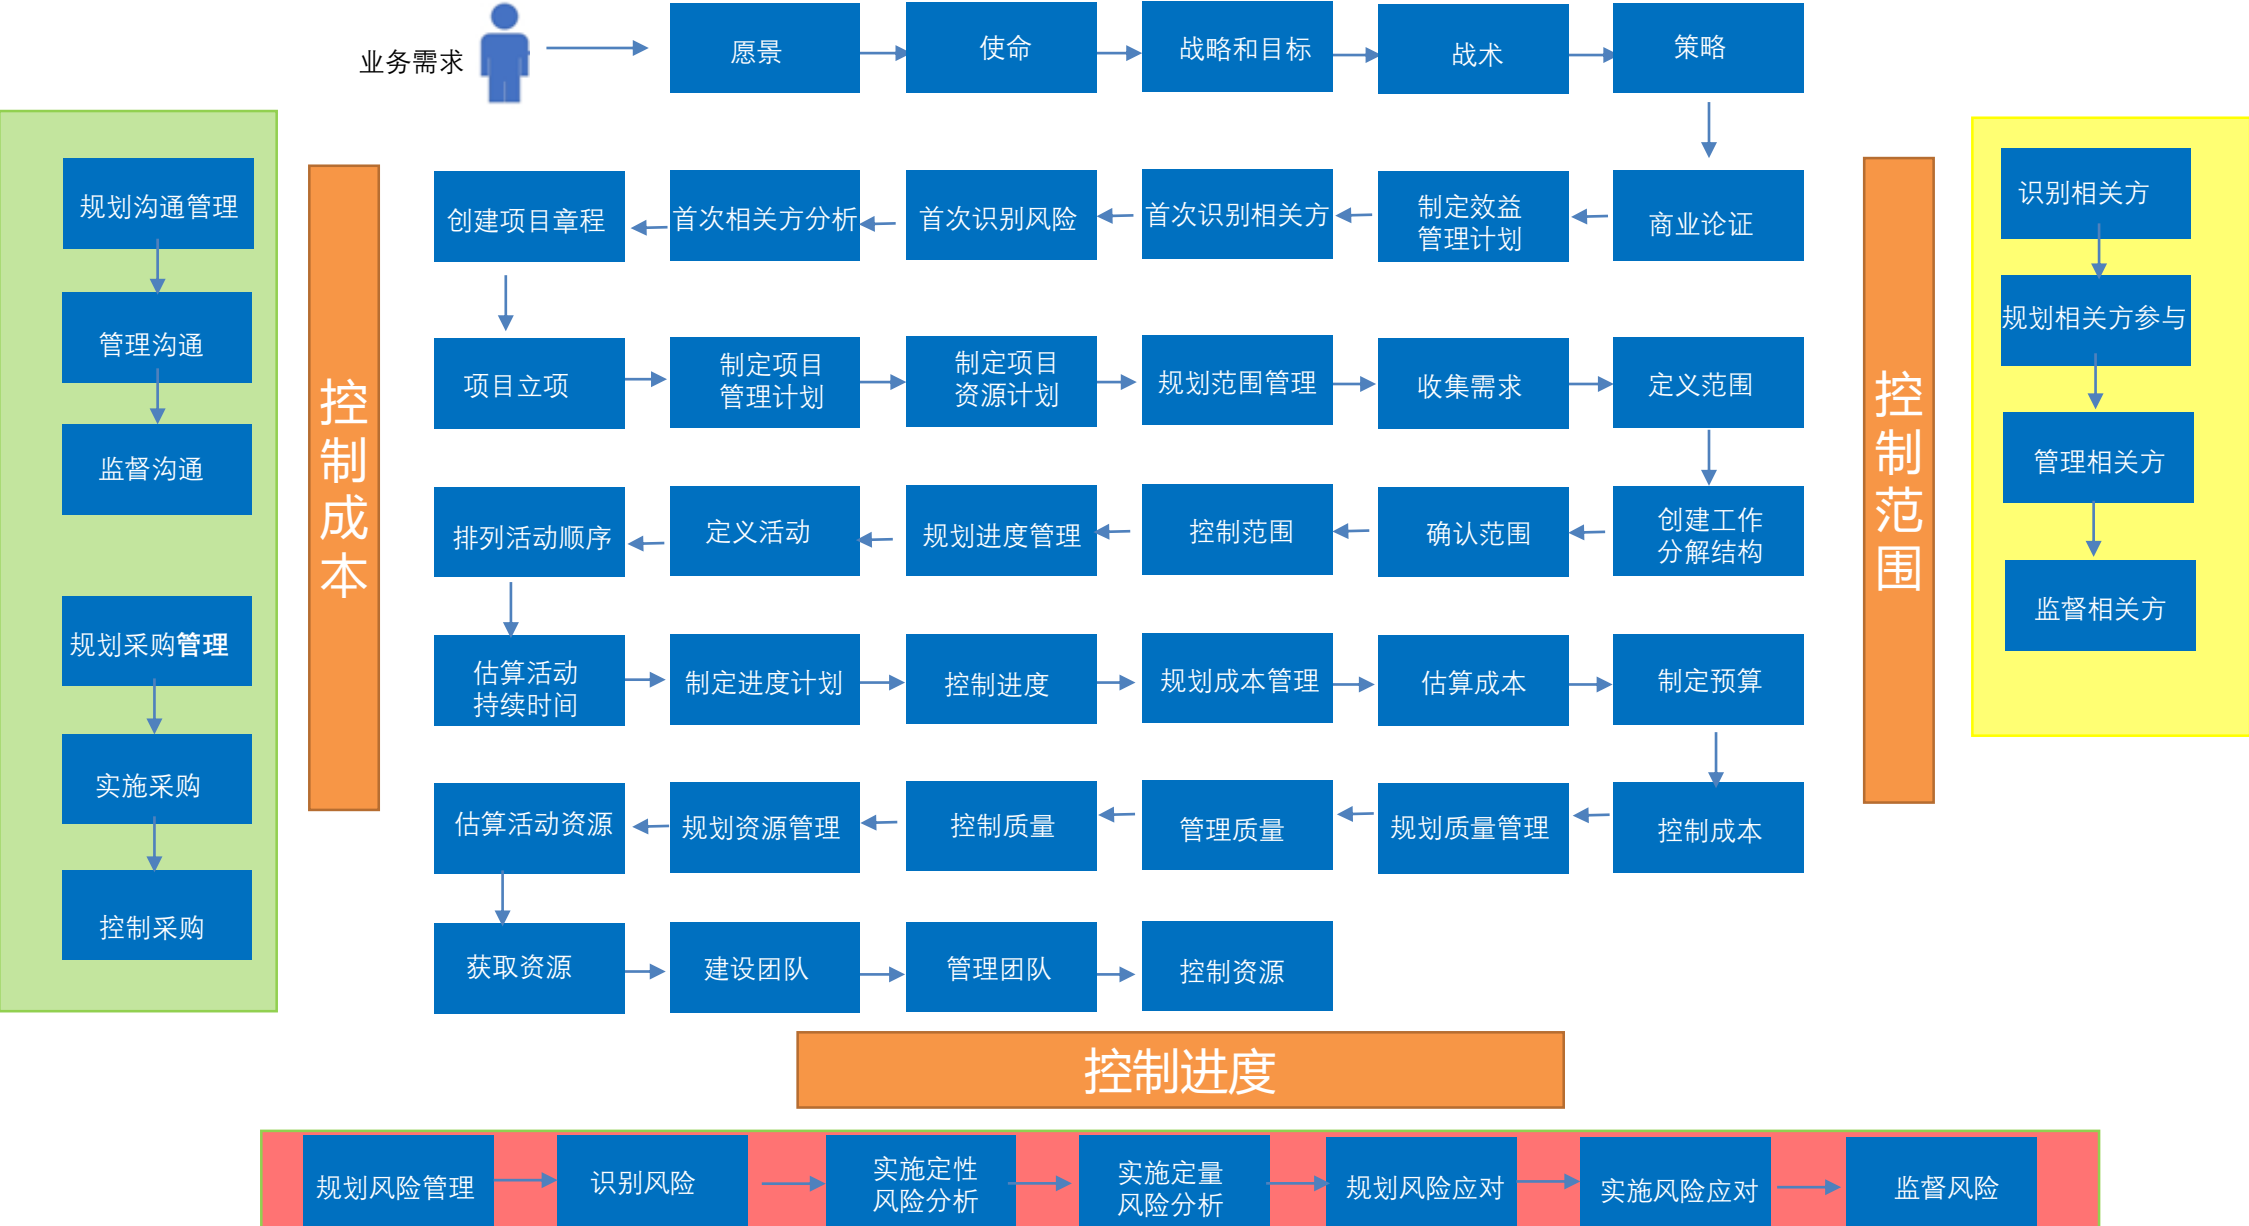 业务需求
愿景
使命
战略和目标
战术
策略
规划沟通管理
管理沟通
监督沟通
规划采购管理
实施采购
控制采购
控制成本
创建项目章程
首次相关方分析
首次识别风险
首次识别相关方
制定效益
管理计划
商业论证
项目立项
制定项目
管理计划
制定项目
资源计划
规划范围管理
收集需求
定义范围
排列活动顺序
定义活动
规划进度管理
控制范围
确认范围
创建工作
分解结构
估算活动
持续时间
制定进度计划
控制进度
规划成本管理
估算成本
制定预算
估算活动资源
规划资源管理
控制质量
管理质量
规划质量管理
控制成本
获取资源
建设团队
管理团队
控制资源
控制范围
识别相关方
规划相关方参与
管理相关方
监督相关方
控制进度
规划风险管理
识别风险
实施定性
风险分析
实施定量
风险分析
规划风险应对
实施风险应对
监督风险